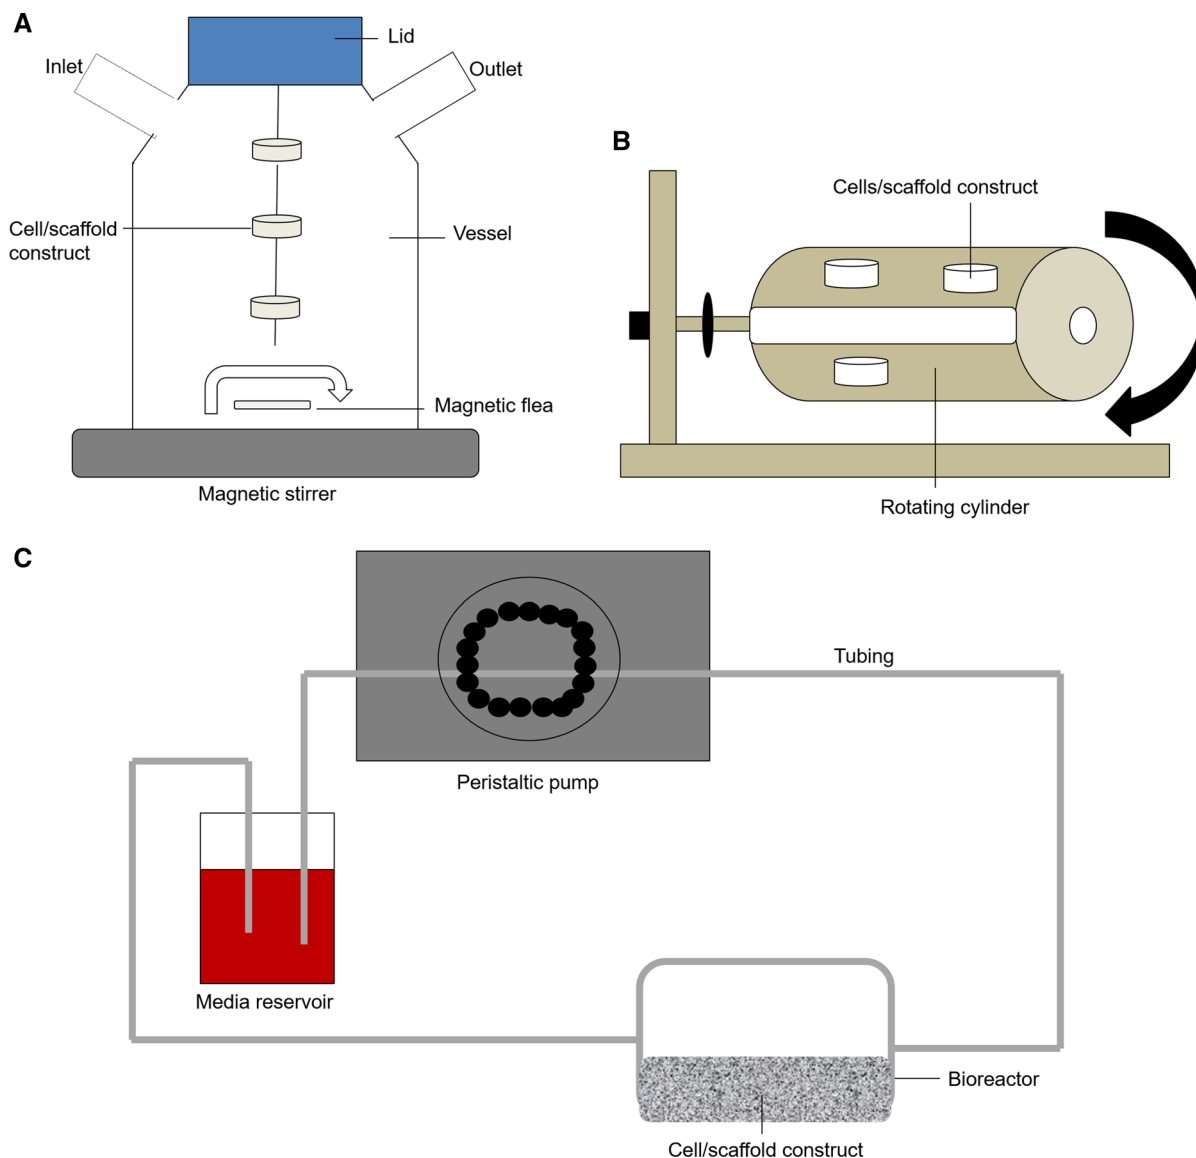 A
Lid
Inlet
Outlet
Cell/scaffold
construct
Vessel
Magnetic flea
Magnetic stirrer
B
Cells/scaffold construct
Rotating cylinder
C
Tubing
Peristaltic pump
Media reservoir
Bioreactor
Cell/scaffold construct